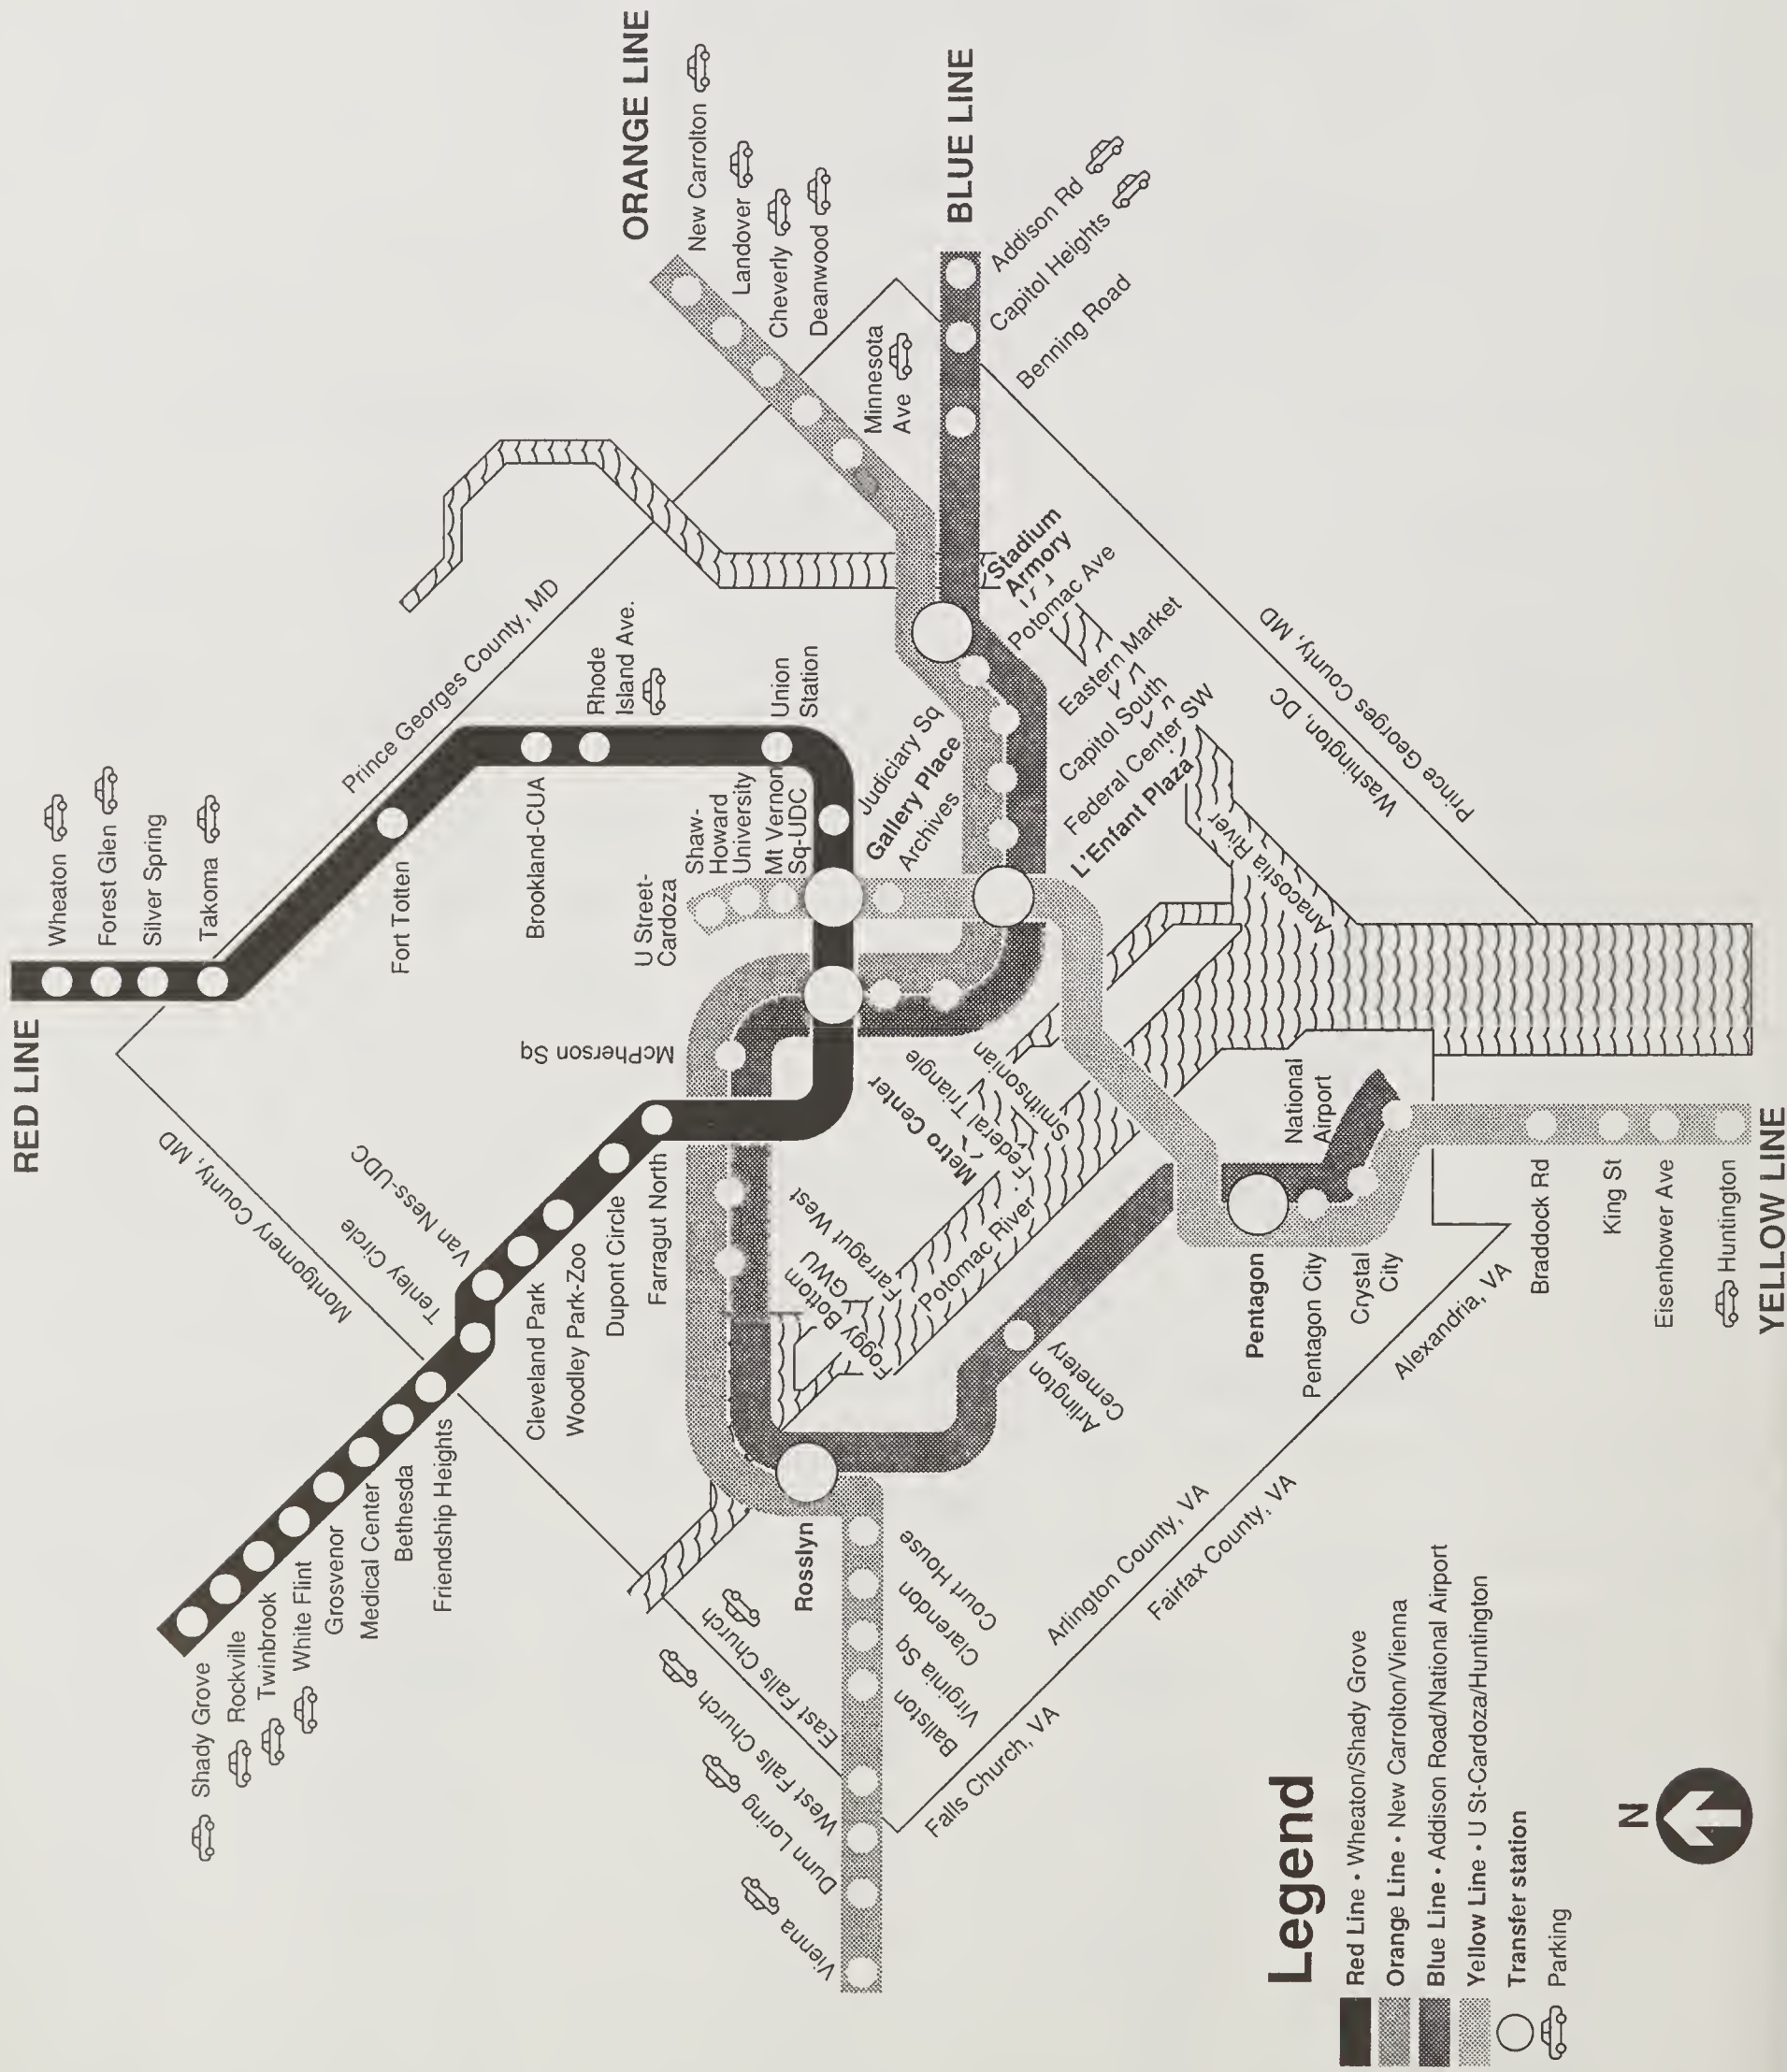 RED LINE
Wheaton
Forest Glen
Silver Spring
Takoma
Fort Totten
Brookland-CUA
Rhode
Island Ave.
Union
Station
Judiciary Sq
Gallery Place
Metro Center
Farragut North
Dupont Circle
Woodley Park-Zoo
Cleveland Park
Van Ness-UDC
Tenley Circle
Friendship Heights
Bethesda
Medical Center
Grosvenor
White Flint
Twinbrook
Rockville
Shady Grove
ORANGE LINE
New Carrolton
Landover
Cheverly
Deanwood
Minnesota
Ave
BLUE LINE
Addison Rd
Capitol Heights
Benning Road
Stadium
Armory
Potomac Ave
Eastern Market
Capitol South
Federal Center SW
L'Enfant Plaza
Smithsonian
Federal Triangle
McPherson Sq
Farragut West
Foggy Bottom
GWU
Rosslyn
Court House
Clarendon
Virginia Sq
Ballston
East Falls Church
West Falls Church
Dunn Loring
Vienna
Arlington
Cemetery
Pentagon
Pentagon City
Crystal
City
National
Airport
Braddock Rd
King St
Eisenhower Ave
Huntington
YELLOW LINE
U Street-
Cardoza
Shaw-
Howard
University
Mt Vernon
Sq-UDC
Archives
Prince Georges County, MD
Montgomery County, MD
Washington, DC
Prince Georges County, MD
Anacostia River
Potomac River
Arlington County, VA
Fairfax County, VA
Falls Church, VA
Alexandria, VA
Legend
Red Line • Wheaton/Shady Grove
Orange Line • New Carrolton/Vienna
Blue Line • Addison Road/National Airport
Yellow Line • U St-Cardoza/Huntington
Transfer station
Parking
N